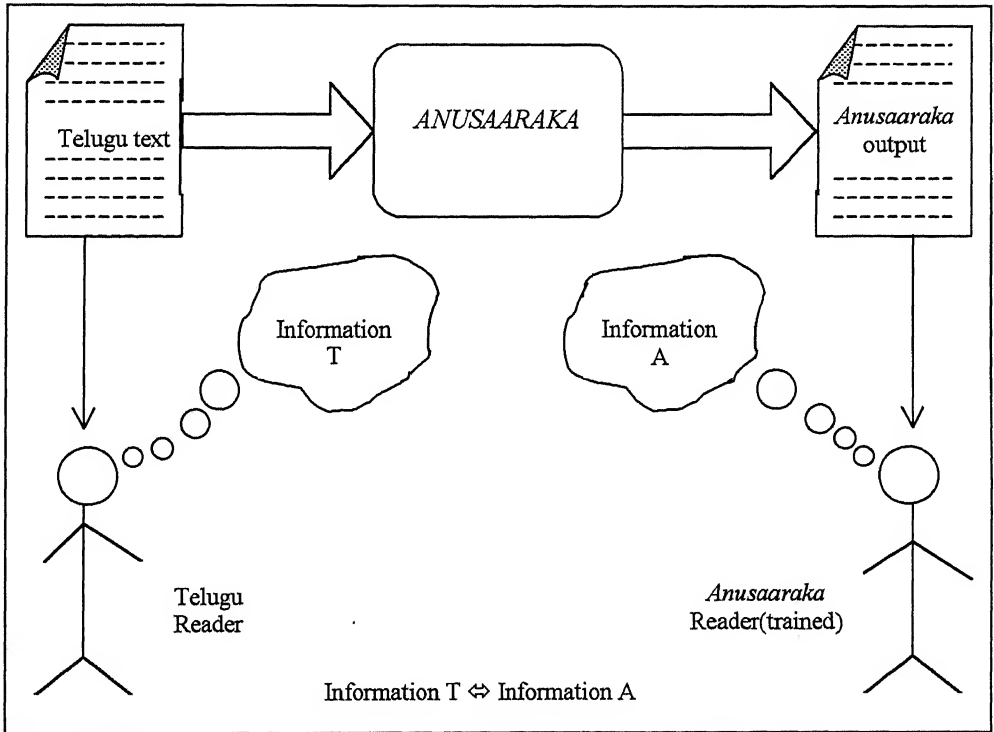 Telugu text
ANUSAARAKA
Anusaaraka
output
Information
T
Information
A
Telugu
Reader
Anusaaraka
Reader(trained)
Information T ⇔ Information A